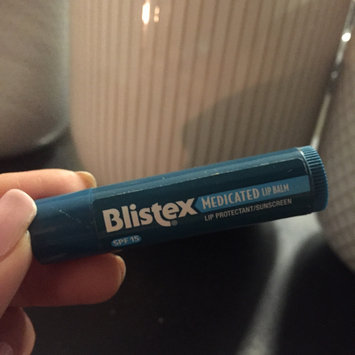 Blistex® MEDICATED LIP BALM
LIP PROTECTANT/SUNSCREEN
SPF 15